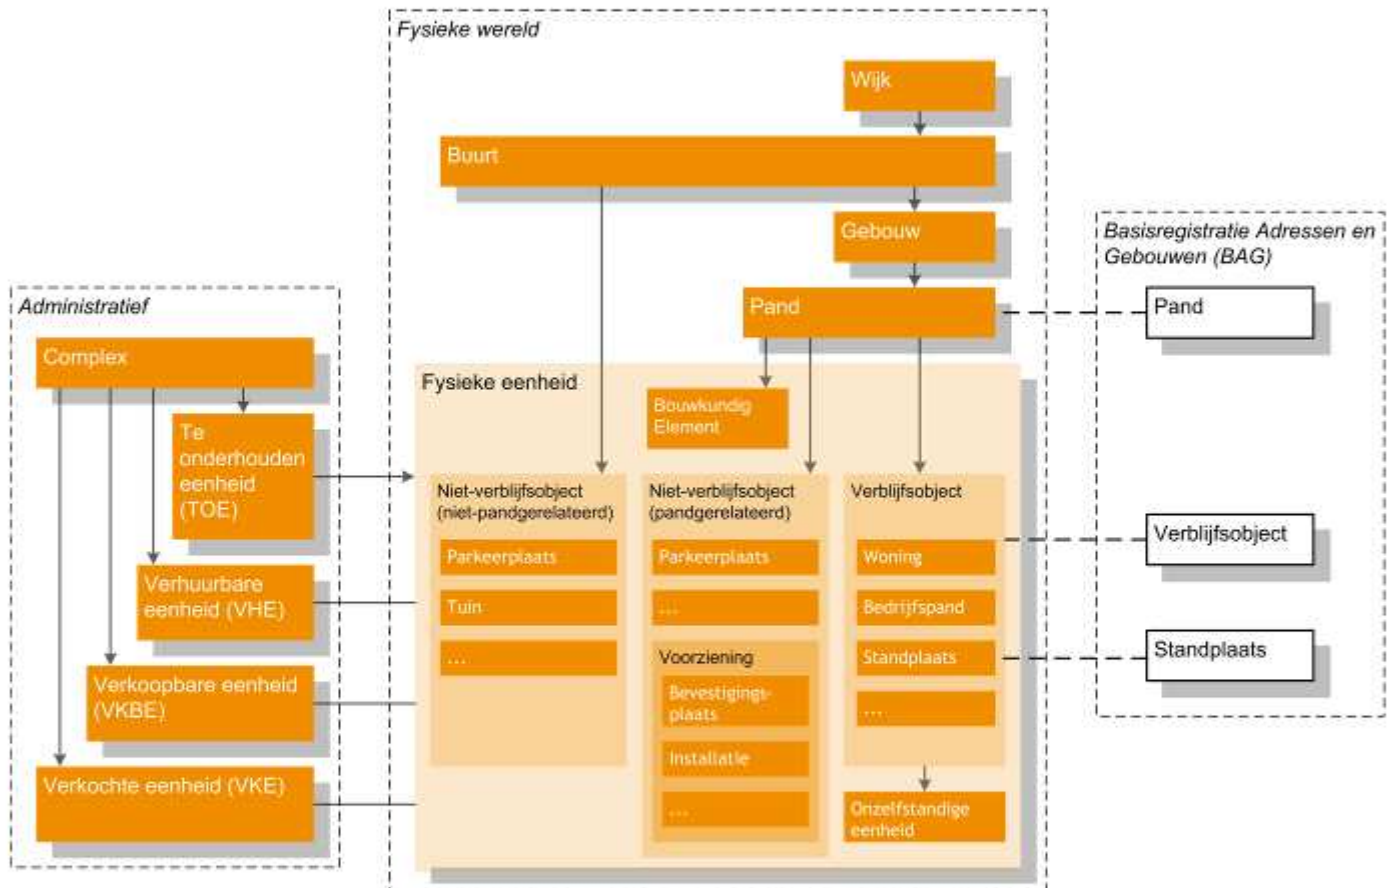 Fysieke wereld
Wijk
Buurt
Gebouw
Pand
Basisregistratie Adressen en
Gebouwen (BAG)
Pand
Verblijfsobject
Standplaats
Administratief
Complex
Te
onderhouden
eenheid
(TOE)
Verhuurbare
eenheid (VHE)
Verkoopbare eenheid
(VKBE)
Verkochte eenheid (VKE)
Fysieke eenheid
Bouwkundig
Element
Niet-verblijfsobject
(niet-pandgerelateerd)
Parkeerplaats
Tuin
...
Niet-verblijfsobject
(pandgerelateerd)
Parkeerplaats
...
Voorziening
Bevestigings-
plaats
Installatie
...
Verblijfsobject
Woning
Bedrijfspand
Standplaats
...
Onzelfstandige
eenheid